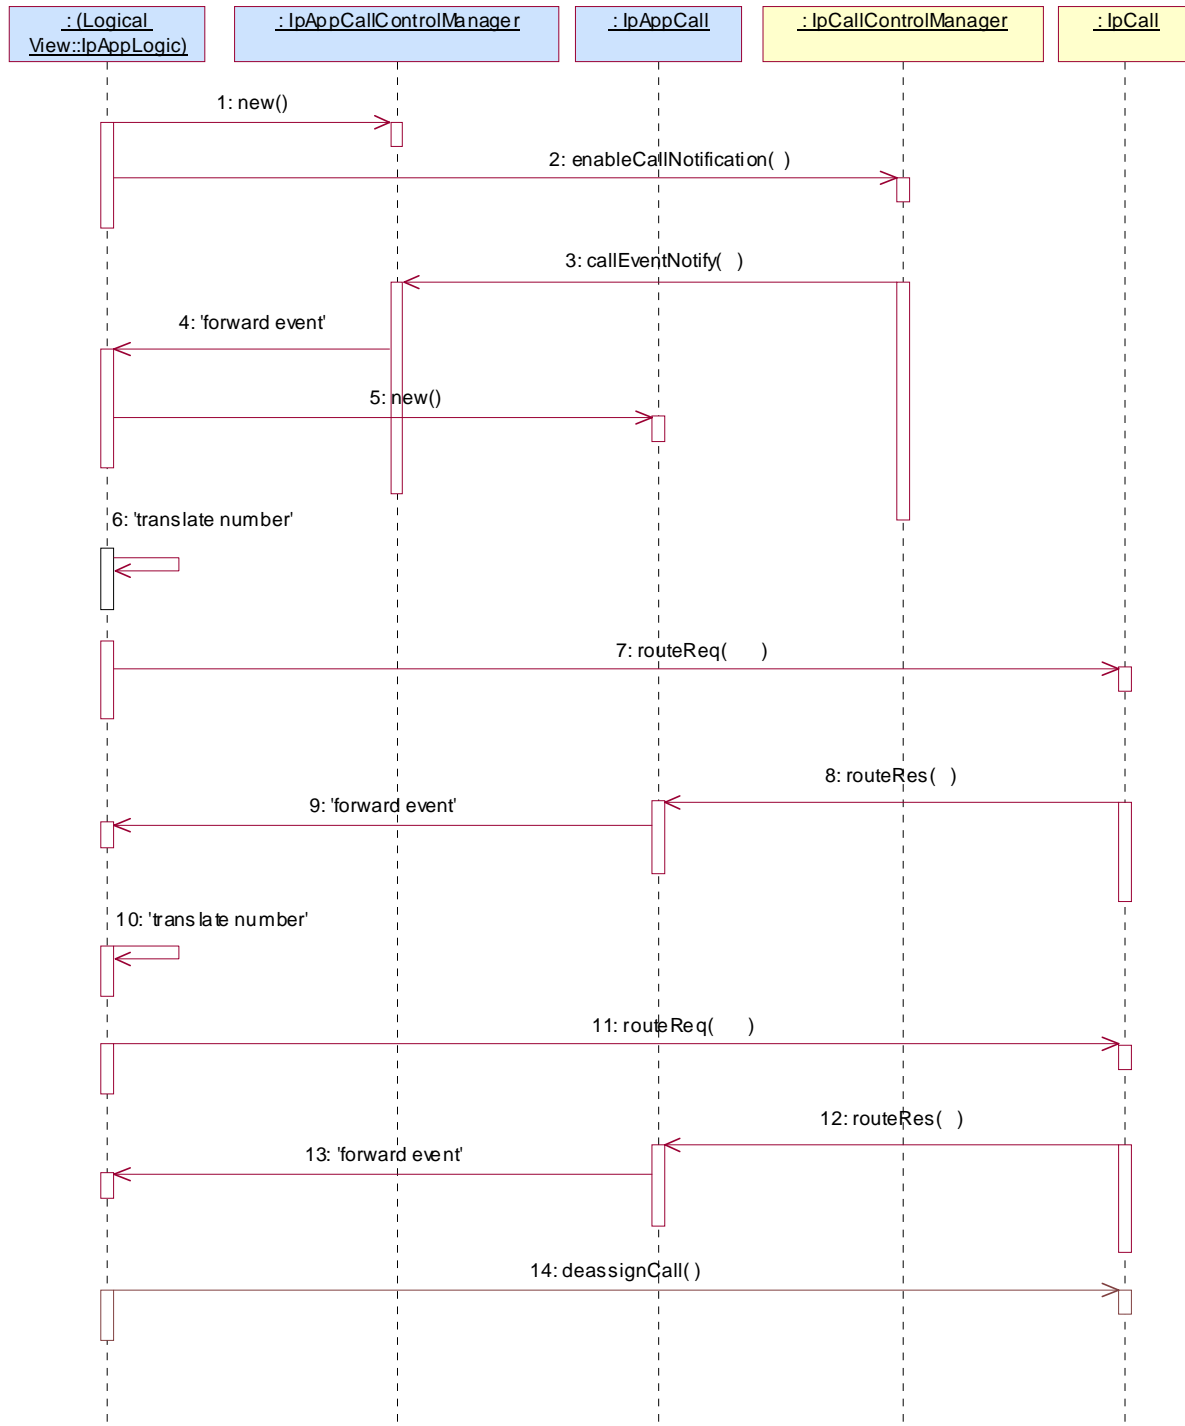 : (Logical
View::IpAppLogic)
: IpAppCallControlManager
: IpAppCall
: IpCallControlManager
: IpCall
1: new()
2: enableCallNotification( )
3: callEventNotify( )
4: 'forward event'
5: new()
6: 'translate number'
7: routeReq( )
8: routeRes( )
9: 'forward event'
10: 'translate number'
11: routeReq( )
12: routeRes( )
13: 'forward event'
14: deassignCall( )